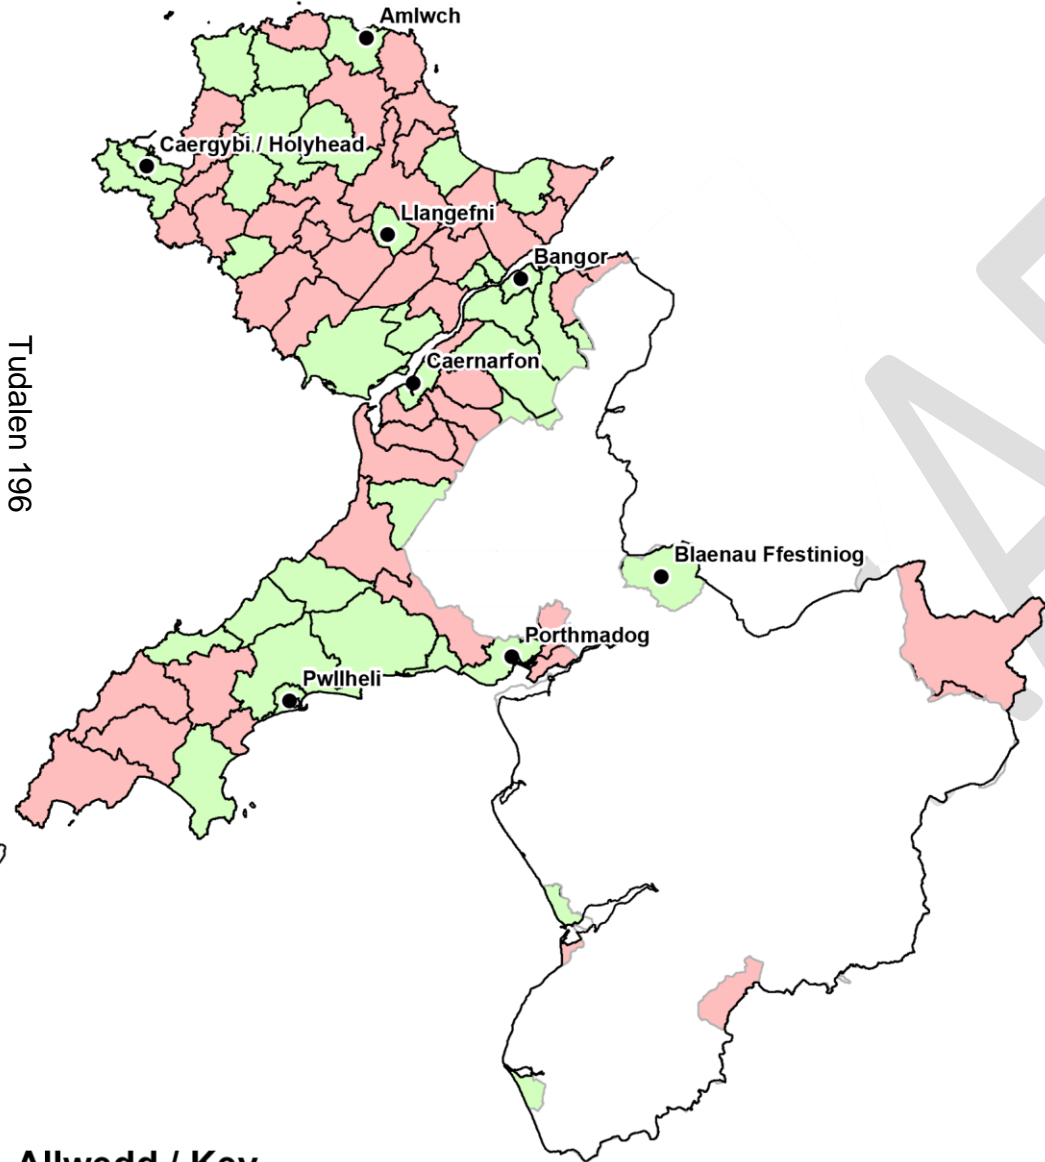 Amlwch
Caergybi / Holyhead
Llangefni
Bangor
Caernarfon
Tudalen 196
Blaenau Ffestiniog
Porthmadog
Pwllheli
Allwedd / Key